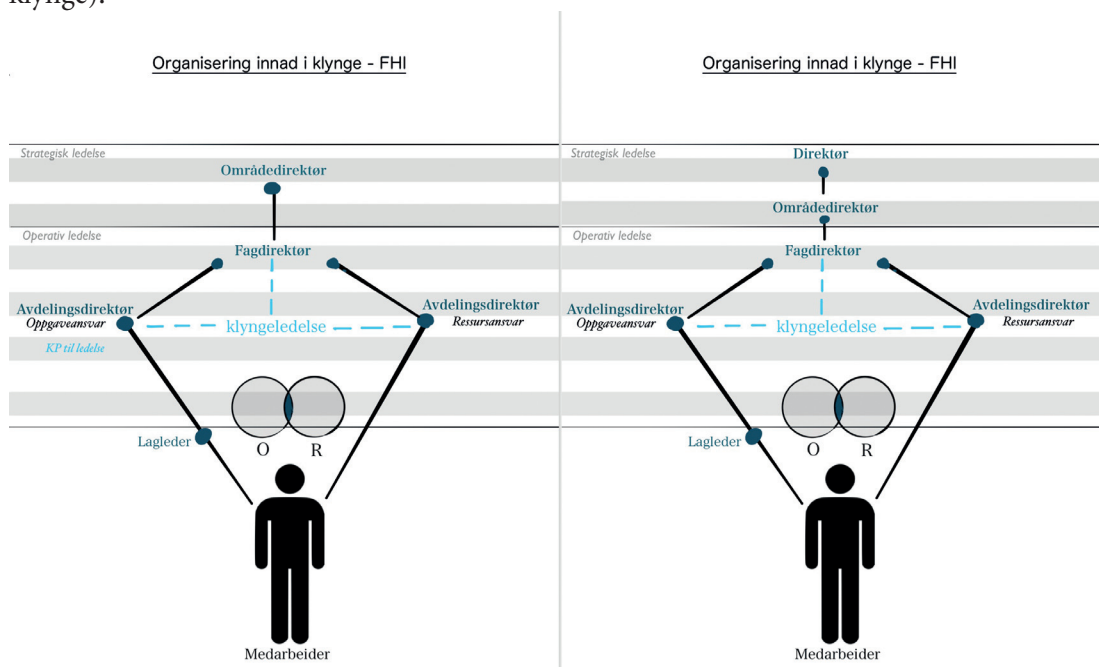 klynge).
Organisering innad i klynge - FHI
Strategisk ledelse
Områdedirektør
Operativ ledelse
Fagdirektør
Avdelingsdirektør
Oppgaveansvar
Avdelingsdirektør
Ressursansvar
klyngeledelse
KP til ledelse
Lagleder
O R
Medarbeider
Organisering innad i klynge - FHI
Strategisk ledelse
Direktør
Områdedirektør
Operativ ledelse
Fagdirektør
Avdelingsdirektør
Oppgaveansvar
Avdelingsdirektør
Ressursansvar
klyngeledelse
Lagleder
O R
Medarbeider